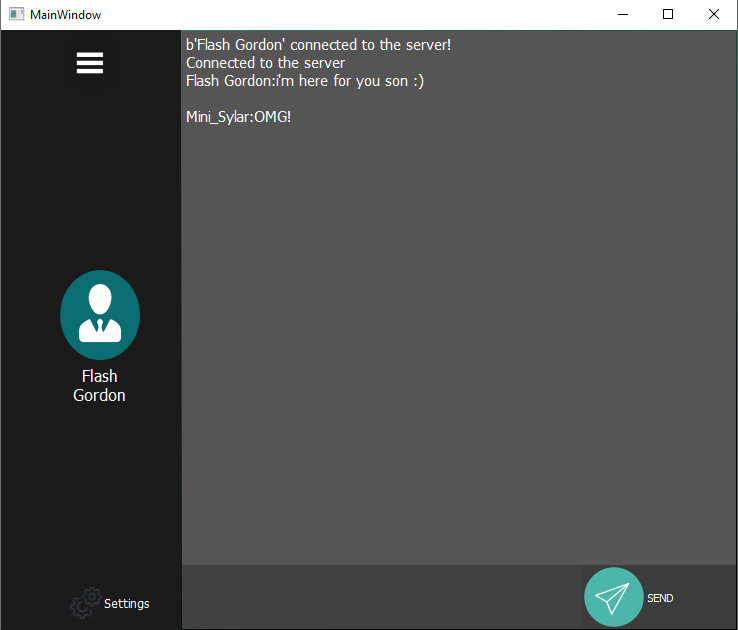 MainWindow
b'Flash Gordon' connected to the server!
Connected to the server
Flash Gordon:i'm here for you son :)
Mini_Sylar:OMG!
Flash
Gordon
Settings
SEND